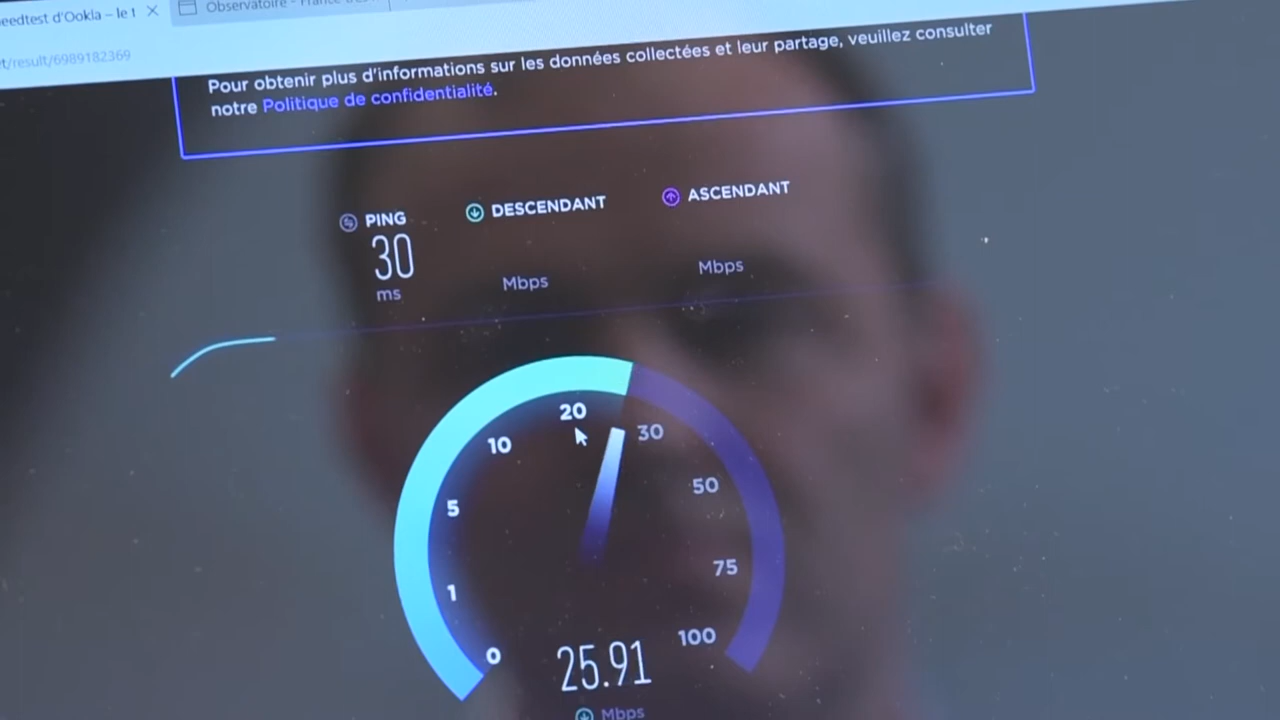 eedtest d'Ookla – le t
Observatoire - France
t/result/6989182369
Pour obtenir plus d'informations sur les données collectées et leur partage, veuillez consulter
notre Politique de confidentialité.
PING
DESCENDANT
ASCENDANT
30
ms
Mbps
Mbps
20
30
10
50
5
75
1
100
0
25.91
Mbps